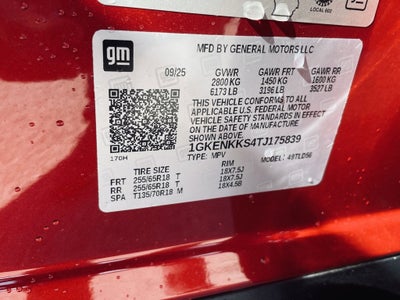 LOCAL 602
gm
MFD BY GENERAL MOTORS LLC
09/25 GVWR GAWR FRT GAWR RR
2800 KG 1450 KG 1600 KG
6173 LB 3196 LB 3527 LB
THIS VEHICLE CONFORMS TO ALL
APPLICABLE U.S. FEDERAL MOTOR
VEHICLE SAFETY STANDARDS IN EFFECT
ON THE DATE OF MANUFACTURE
SHOWN ABOVE.
1GKENKKS4TJ175839
170H
TYPE: MPV MODEL: 49TLD56
TIRE SIZE RIM
FRT 255/65R18 T 18X7.5J
RR 255/65R18 T 18X7.5J
SPA T135/70R18 M 18X4.5B